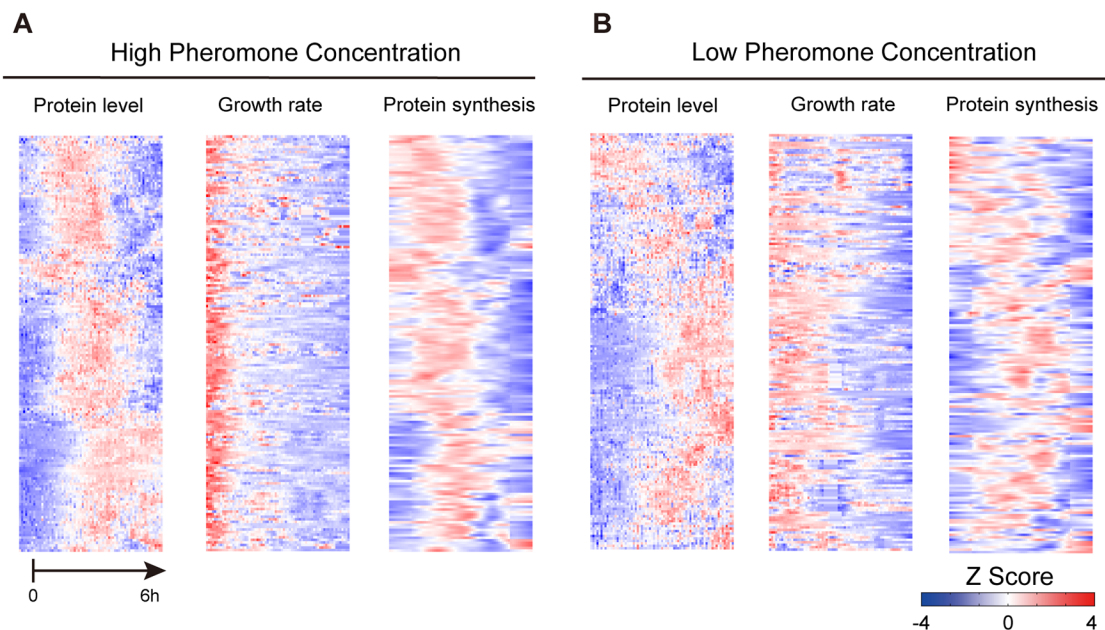 A
High Pheromone Concentration
Protein level Growth rate Protein synthesis
0 6h
B
Low Pheromone Concentration
Protein level Growth rate Protein synthesis
Z Score
-4 0 4